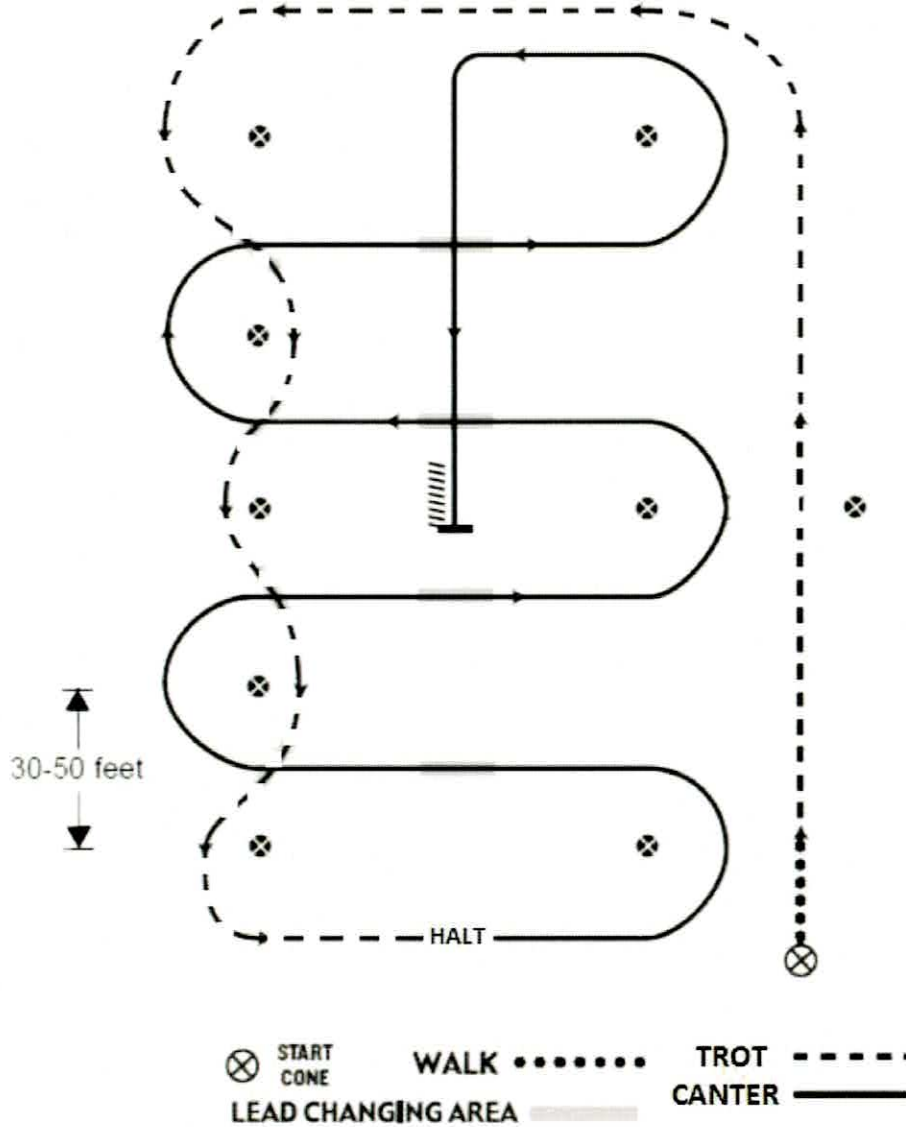 30-50 feet
HALT
START
CONE
WALK
TROT
CANTER
LEAD CHANGING AREA